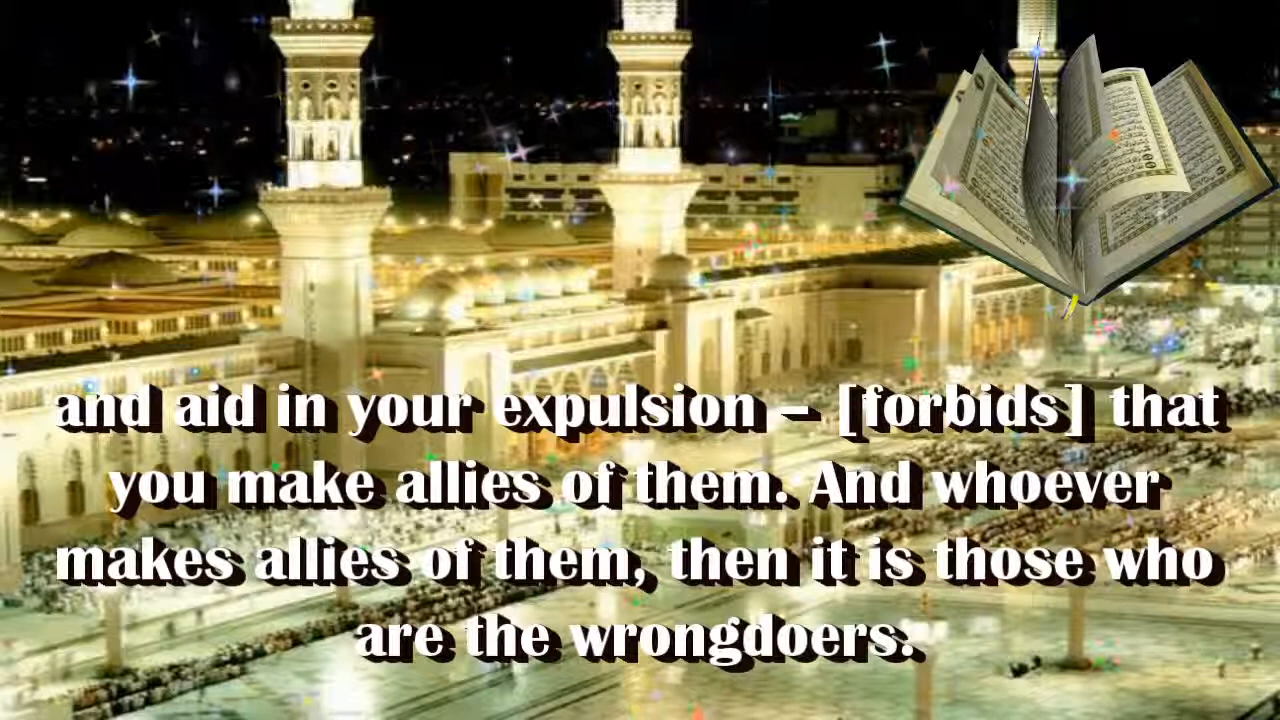 and aid in your expulsion – [forbids] that
you make allies of them. And whoever
makes allies of them, then it is those who
are the wrongdoers.